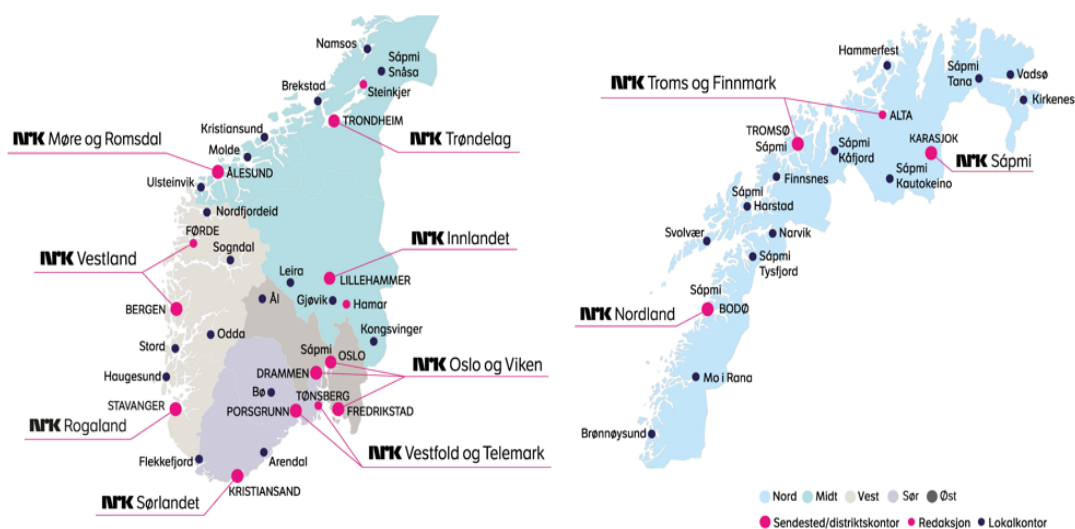 Namsos
Sápmi
Snåsa
Brekstad
Steinkjer
TRONDHEIM
NRK Trøndelag
Kristiansund
NRK Møre og Romsdal
Molde
ÅLESUND
Ulsteinvik
Nordfjordeid
FØRDE
Sogndal
NRK Vestland
NRK Innlandet
Leira
LILLEHAMMER
Ål
Gjøvik
Hamar
BERGEN
Kongsvinger
Odda
Stord
Sápmi
OSLO
NRK Oslo og Viken
DRAMMEN
Haugesund
Bø
TØNSBERG
STAVANGER
PORSGRUNN
FREDRIKSTAD
NRK Rogaland
NRK Vestfold og Telemark
Flekkefjord
Arendal
NRK Sørlandet
KRISTIANSAND
Hammerfest
Sápmi
Tana
Vadsø
NRK Troms og Finnmark
Kirkenes
ALTA
TROMSØ
Sápmi
KARASJOK
Sápmi
Kåfjord
NRK Sápmi
Sápmi
Kautokeino
Finnsnes
Sápmi
Harstad
Svolvær
Narvik
Sápmi
Tysfjord
Sápmi
BODØ
NRK Nordland
Mo i Rana
Brønnøysund
Nord Midt Vest Sør Øst
Sendested/distriktskontor Redaksjon Lokalkontor